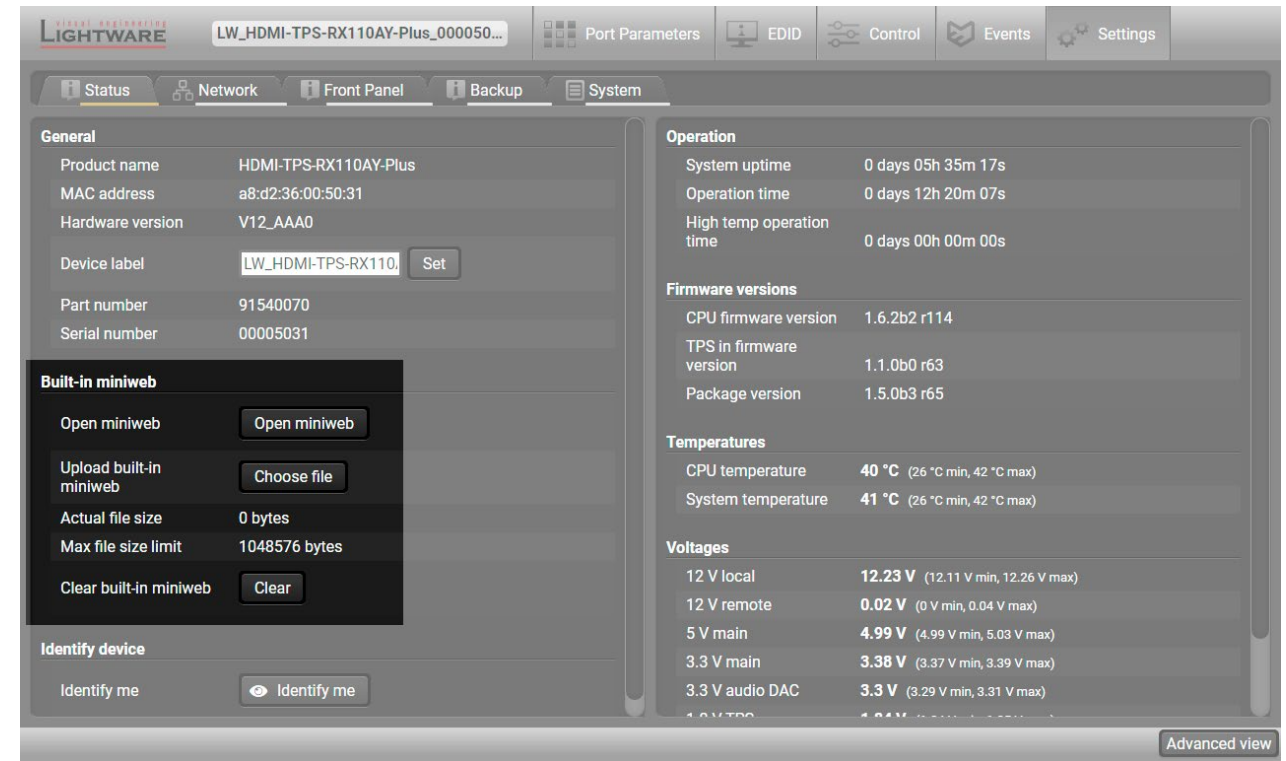 visual engineering
LIGHTWARE
LW_HDMI-TPS-RX110AY-Plus_000050...
Port Parameters
EDID
Control
Events
Settings
Status
Network
Front Panel
Backup
System
General
Product name HDMI-TPS-RX110AY-Plus
MAC address a8:d2:36:00:50:31
Hardware version V12_AAA0
Device label LW_HDMI-TPS-RX110. Set
Part number 91540070
Serial number 00005031
Built-in miniweb
Open miniweb Open miniweb
Upload built-in
miniweb Choose file
Actual file size 0 bytes
Max file size limit 1048576 bytes
Clear built-in miniweb Clear
Identify device
Identify me Identify me
Operation
System uptime 0 days 05h 35m 17s
Operation time 0 days 12h 20m 07s
High temp operation
time 0 days 00h 00m 00s
Firmware versions
CPU firmware version 1.6.2b2 r114
TPS in firmware
version 1.1.0b0 r63
Package version 1.5.0b3 r65
Temperatures
CPU temperature 40 °C (26 °C min, 42 °C max)
System temperature 41 °C (26 °C min, 42 °C max)
Voltages
12 V local 12.23 V (12.11 V min, 12.26 V max)
12 V remote 0.02 V (0 V min, 0.04 V max)
5 V main 4.99 V (4.99 V min, 5.03 V max)
3.3 V main 3.38 V (3.37 V min, 3.39 V max)
3.3 V audio DAC 3.3 V (3.29 V min, 3.31 V max)
Advanced view